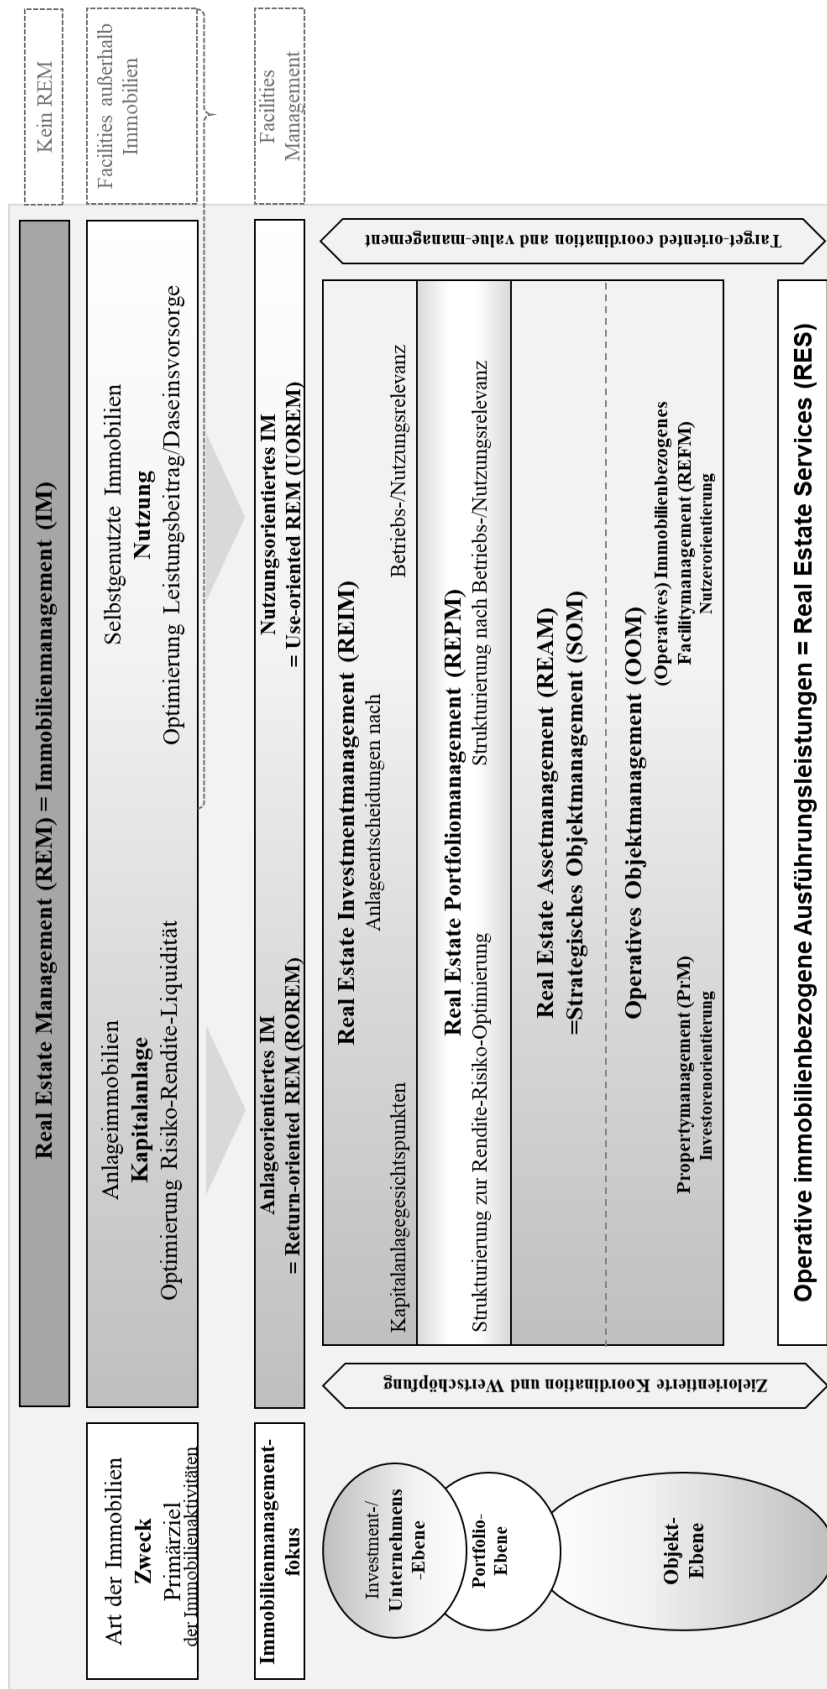 Real Estate Management (REM) = Immobilienmanagement (IM)
Kein REM
Art der Immobilien
Zweck
Primärziel
der Immobilienaktivitäten
Anlageimmobilien
Kapitalanlage
Optimierung Risiko-Rendite-Liquidität
Selbstgenutzte Immobilien
Nutzung
Optimierung Leistungsbeitrag/Daseinsvorsorge
Facilities außerhalb
Immobilien
Immobilienmanagement-
fokus
Anlageorientiertes IM
= Return-oriented REM (ROREM)
Nutzungsorientiertes IM
= Use-oriented REM (UOREM)
Facilities
Management
Investment-/
Unternehmens
-Ebene
Portfolio-
Ebene
Objekt-
Ebene
Zielorientierte Koordination und Wertschöpfung
Real Estate Investmentmanagement (REIM)
Anlageentscheidungen nach
Kapitalanlagegesichtspunkten
Betriebs-/Nutzungsrelevanz
Real Estate Portfoliomanagement (REPM)
Strukturierung zur Rendite-Risiko-Optimierung
Strukturierung nach Betriebs-/Nutzungsrelevanz
Real Estate Assetmanagement (REAM)
=Strategisches Objektmanagement (SOM)
Operatives Objektmanagement (OOM)
Propertymanagement (PrM)
Investorenorientierung
(Operatives) Immobilienbezogenes
Facilitymanagement (REFM)
Nutzerorientierung
Target-oriented coordination and value-management
Operative immobilienbezogene Ausführungsleistungen = Real Estate Services (RES)